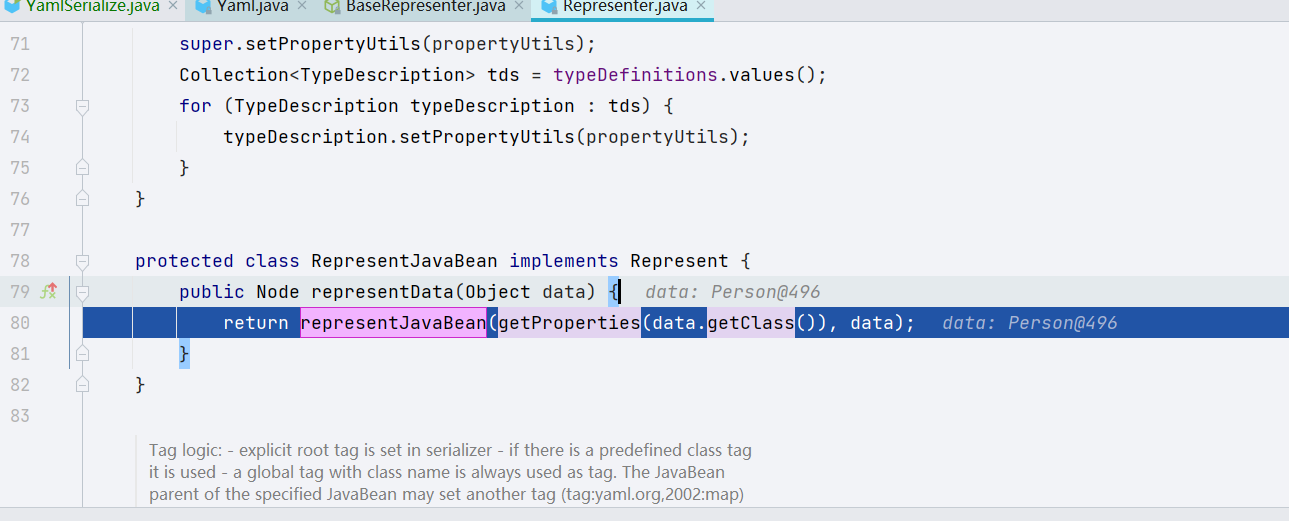 YamlSerialize.java × Yaml.java × BaseRepresenter.java × Representer.java ×
71 super.setPropertyUtils(propertyUtils);
72 Collection<TypeDescription> tds = typeDefinitions.values();
73 for (TypeDescription typeDescription : tds) {
74 typeDescription.setPropertyUtils(propertyUtils);
75 }
76 }
77
78 protected class RepresentJavaBean implements Represent {
79 public Node representData(Object data) { data: Person@496
80 return representJavaBean(getProperties(data.getClass()), data); data: Person@496
81 }
82 }
83
Tag logic: - explicit root tag is set in serializer - if there is a predefined class tag
it is used - a global tag with class name is always used as tag. The JavaBean
parent of the specified JavaBean may set another tag (tag:yaml.org,2002:map)